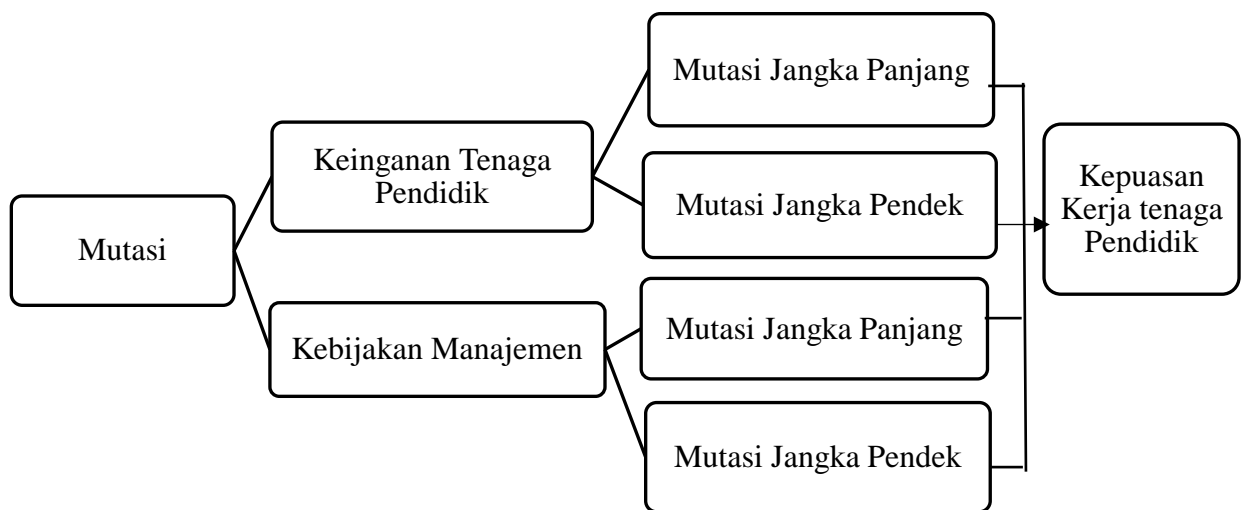 Mutasi
Keinganan Tenaga
Pendidik
Kebijakan Manajemen
Mutasi Jangka Panjang
Mutasi Jangka Pendek
Mutasi Jangka Panjang
Mutasi Jangka Pendek
Kepuasan
Kerja tenaga
Pendidik